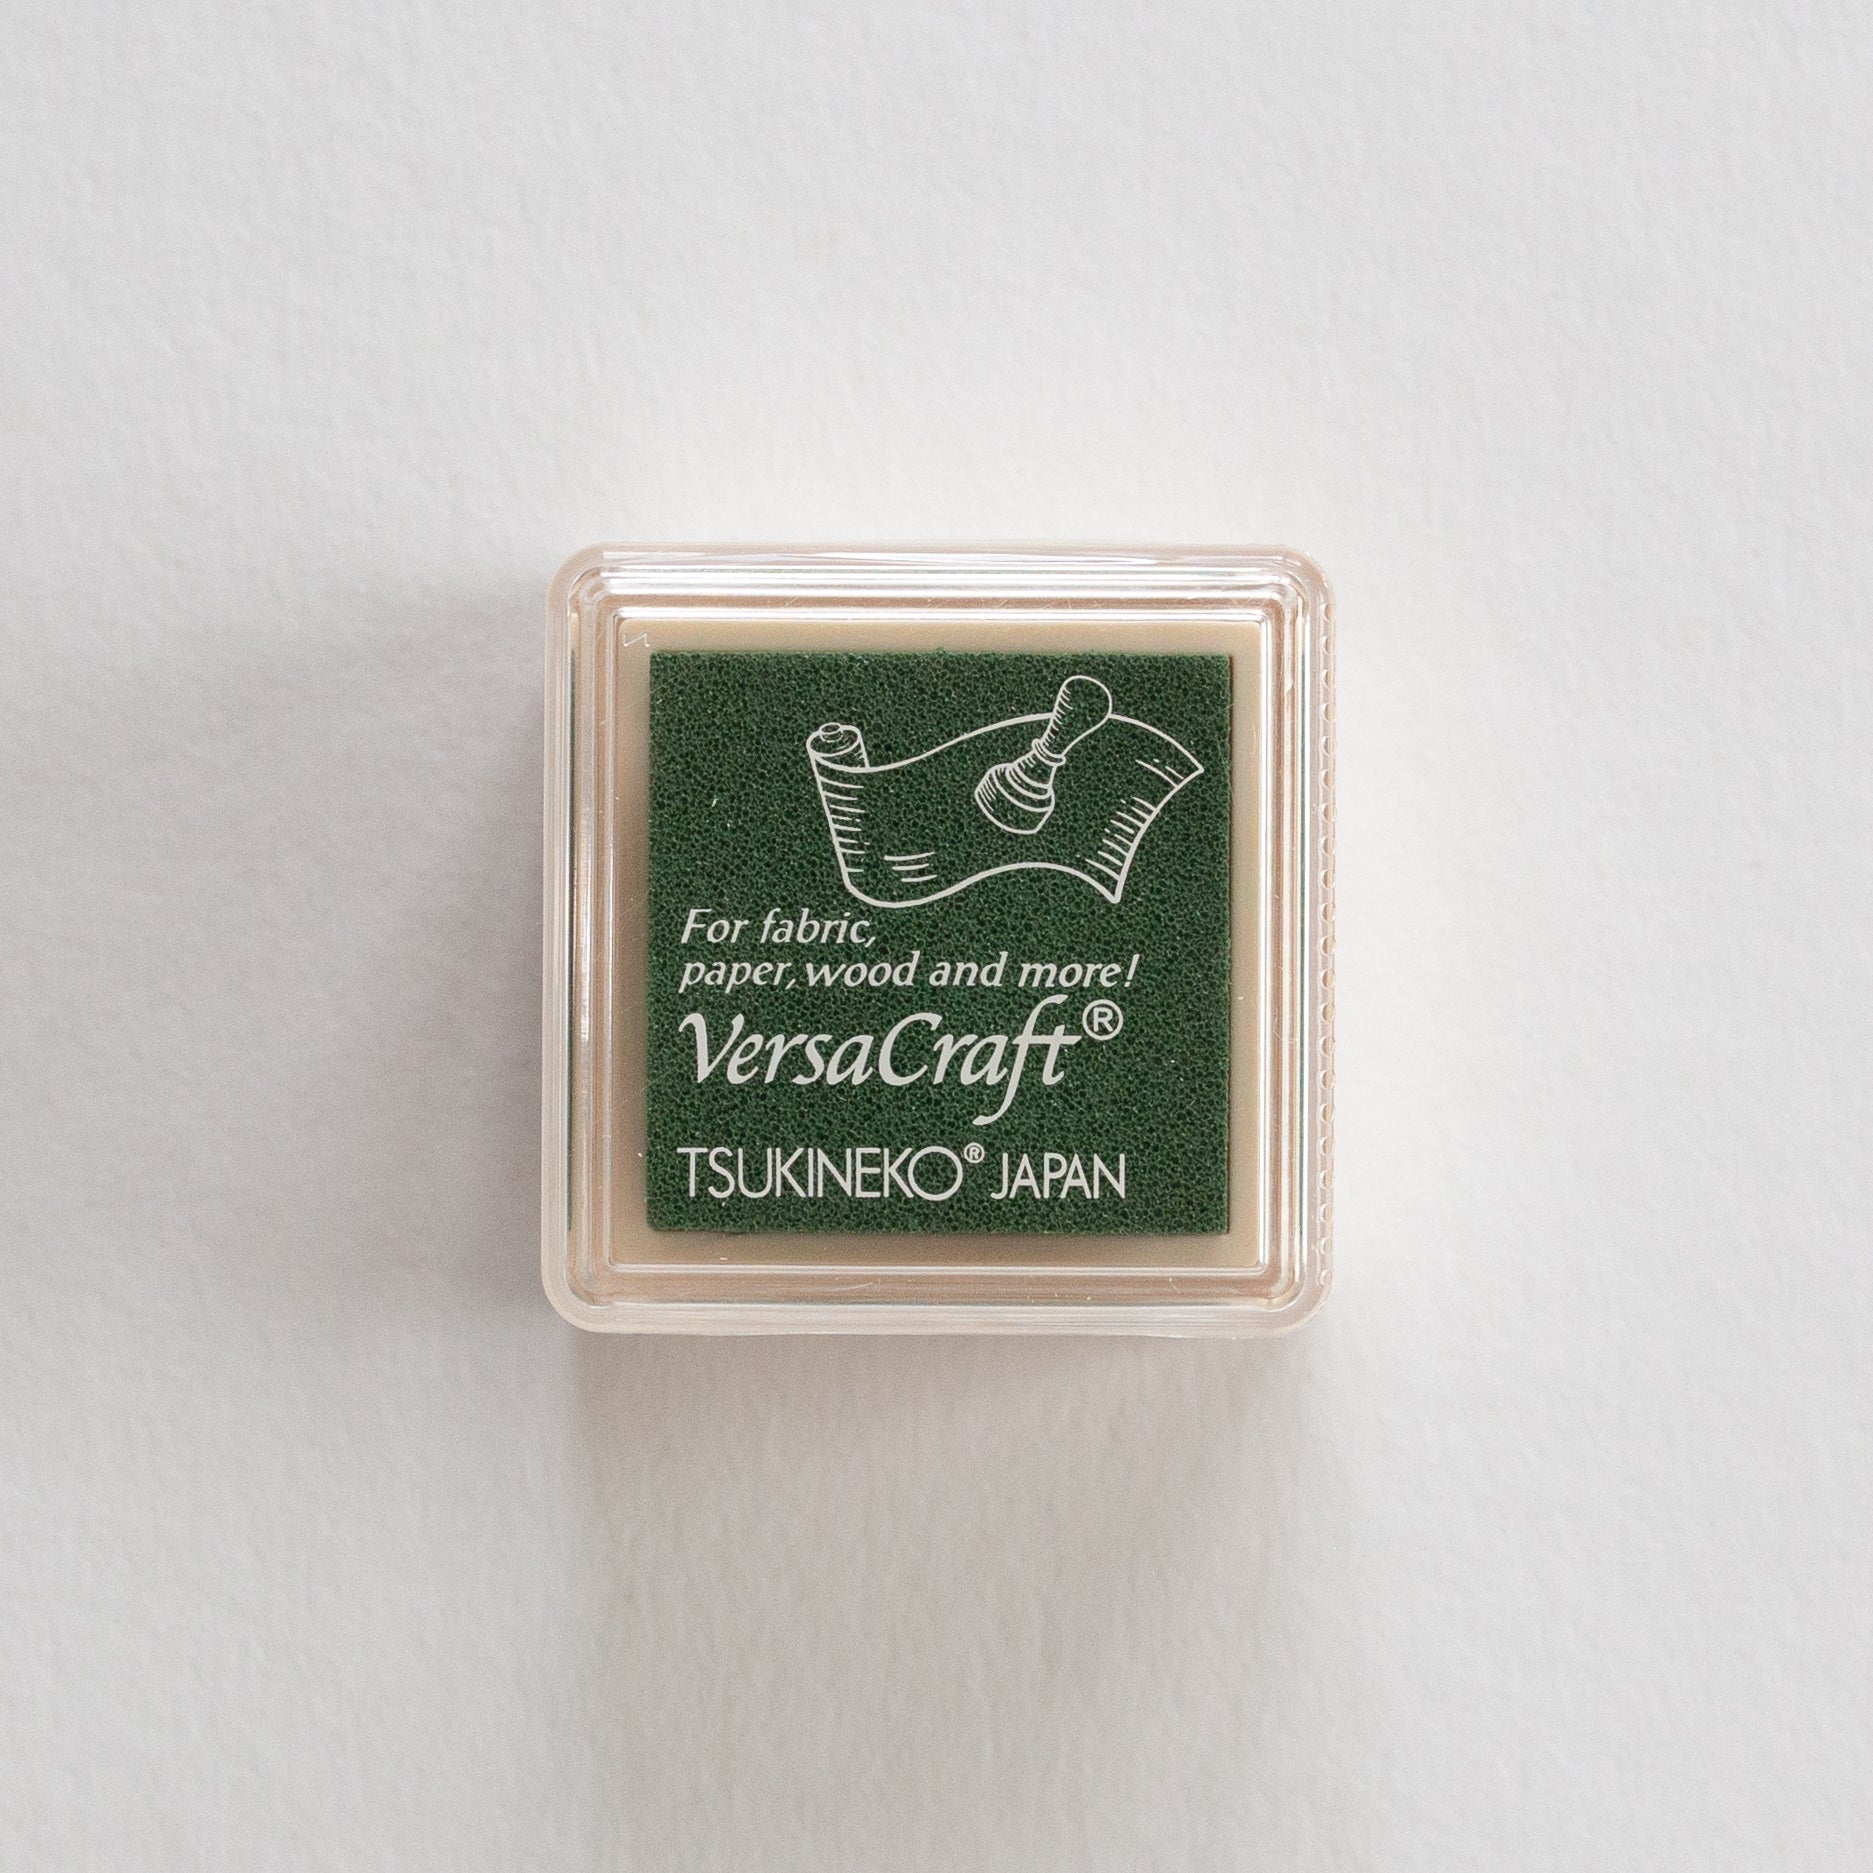 For fabric,
paper, wood and more!
VersaCraft®
TSUKINEKO® JAPAN